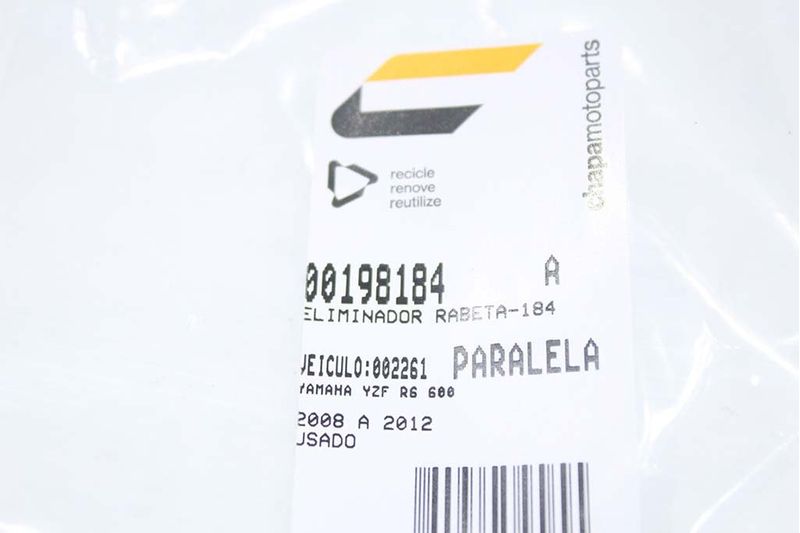 chapamotoparts
recicle
renove
reutilize
00198184 A
ELIMINADOR RABETA-184
VEICULO:002261 PARALELA
YAMAHA YZF R6 600
2008 A 2012
USADO